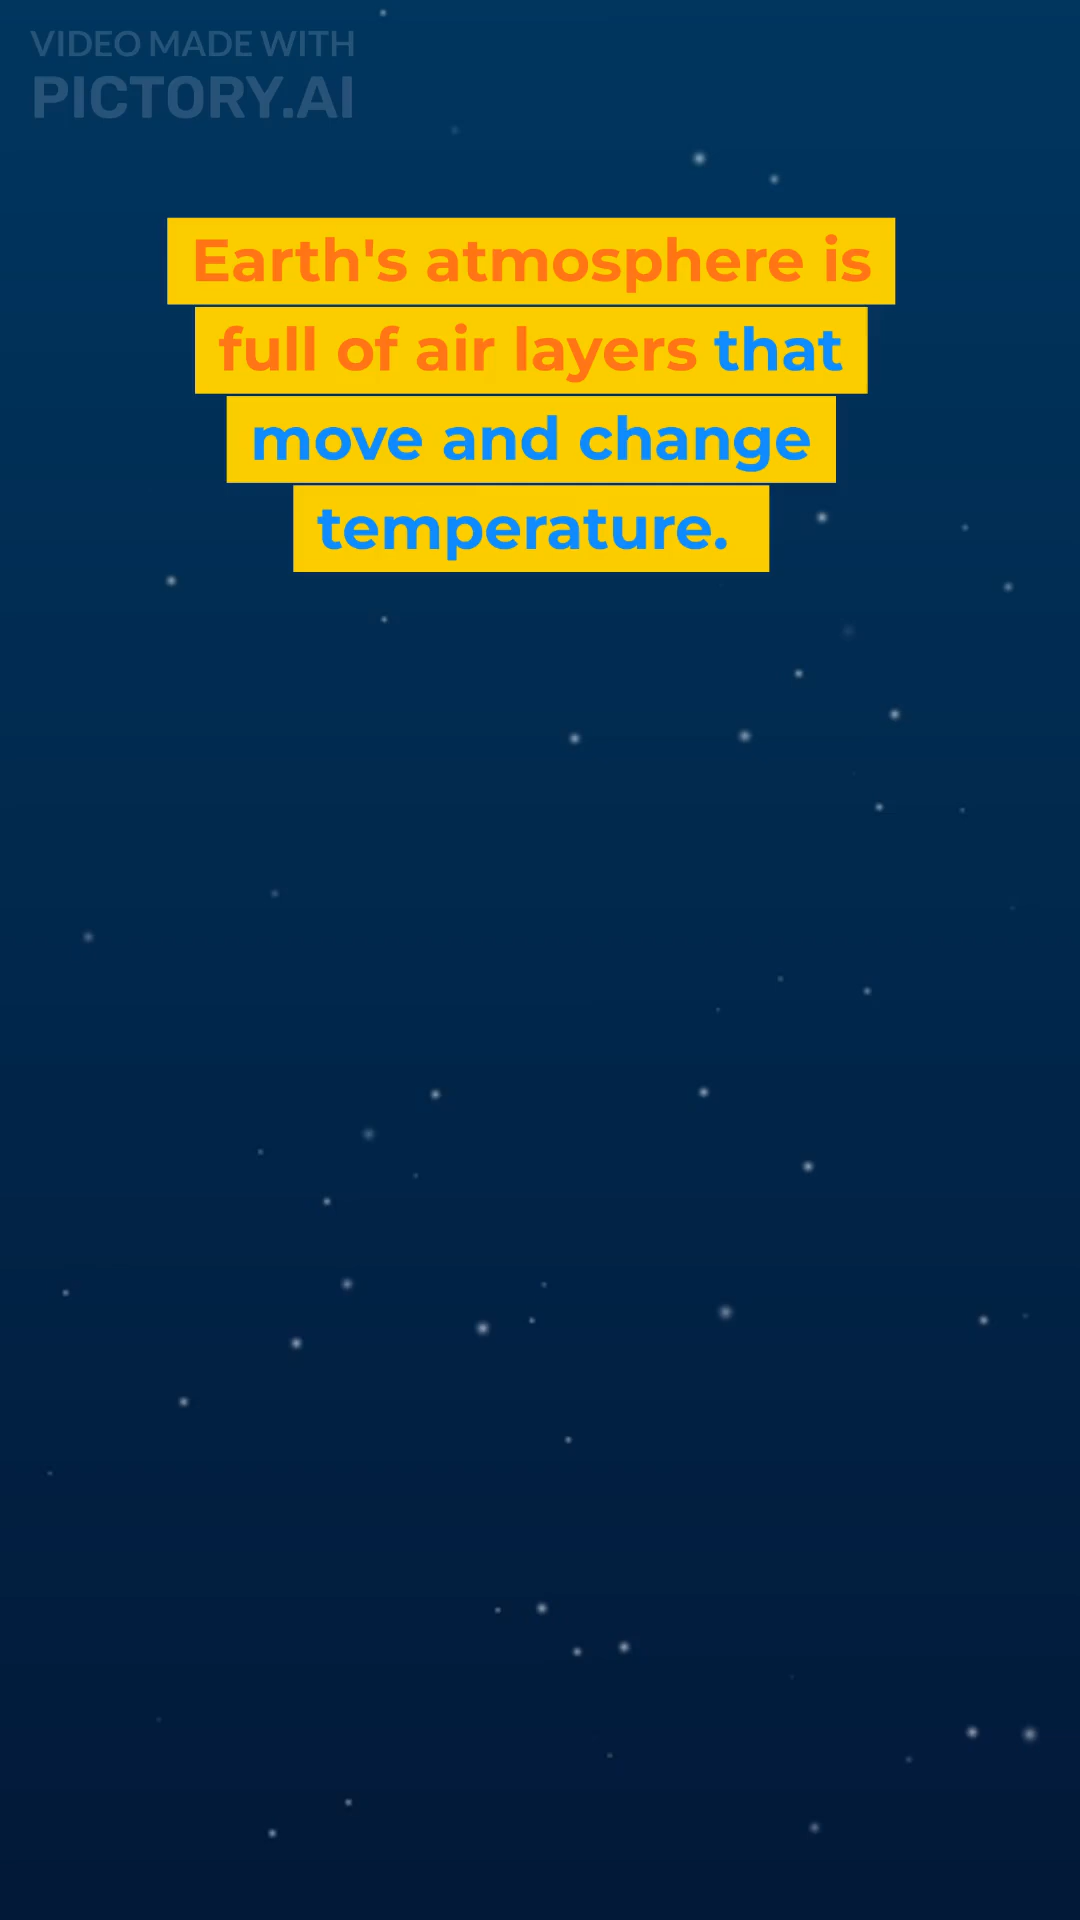 VIDEO MADE WITH
PICTORY.AI
Earth's atmosphere is
full of air layers that
move and change
temperature.